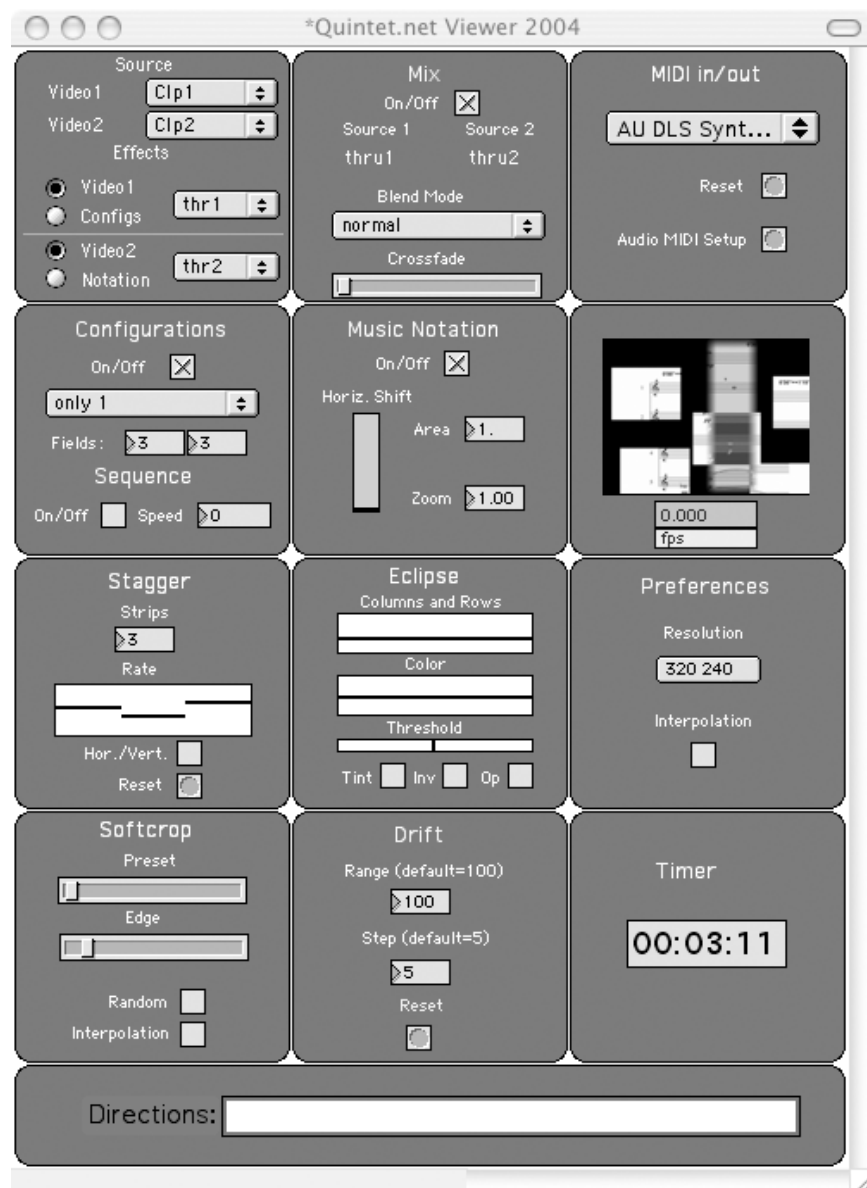 *Quintet.net Viewer 2004
Source
Video1 Clp1
Video2 Clp2
Effects
Video1
Configs
thr1
Video2
Notation
thr2
Mix
On/Off
Source 1 Source 2
thru1 thru2
Blend Mode
normal
Crossfade
MIDI in/out
AU DLS Synt...
Reset
Audio MIDI Setup
Configurations
On/Off
only 1
Fields: 3 3
Sequence
On/Off Speed 0
Music Notation
On/Off
Horiz. Shift
Area 1.
Zoom 1.00
0.000
fps
Stagger
Strips
3
Rate
Hor./Vert.
Reset
Eclipse
Columns and Rows
Color
Threshold
Tint Inv Op
Preferences
Resolution
320 240
Interpolation
Softcrop
Preset
Edge
Random
Interpolation
Drift
Range (default=100)
100
Step (default=5)
5
Reset
Timer
00:03:11
Directions: